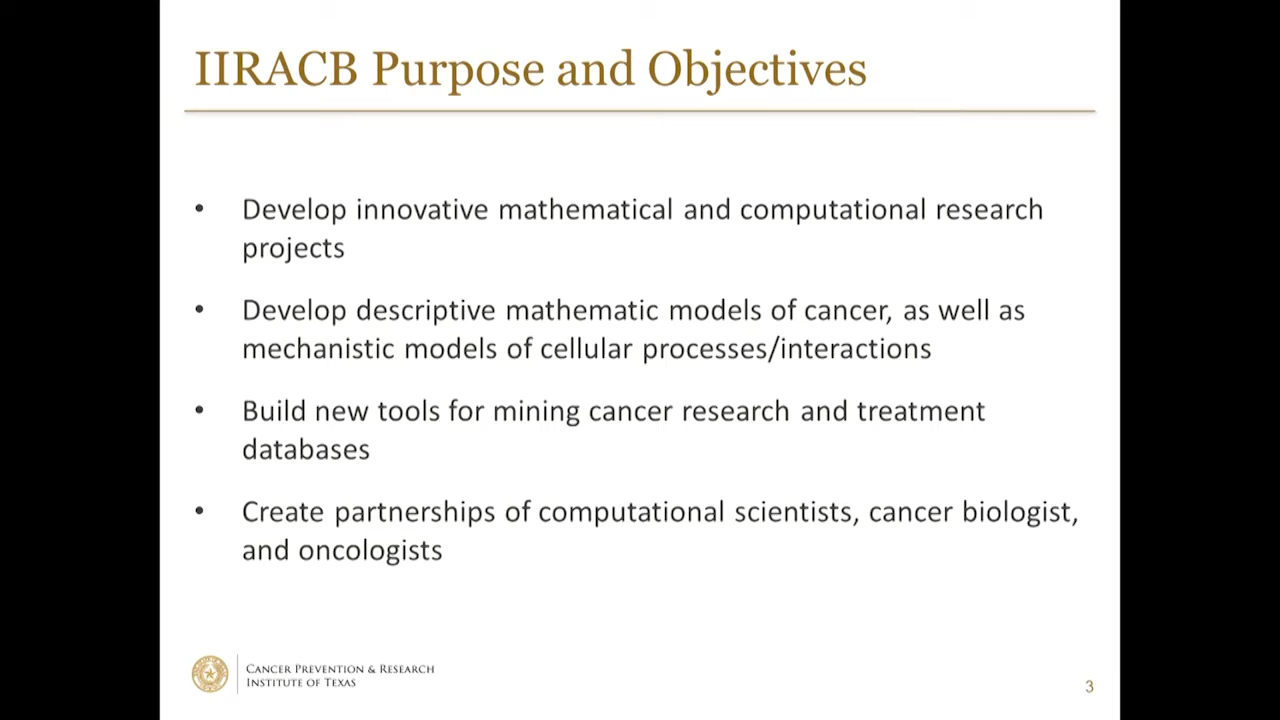 IIRACB Purpose and Objectives
• Develop innovative mathematical and computational research
projects
• Develop descriptive mathematic models of cancer, as well as
mechanistic models of cellular processes/interactions
• Build new tools for mining cancer research and treatment
databases
• Create partnerships of computational scientists, cancer biologist,
and oncologists
CANCER PREVENTION & RESEARCH
INSTITUTE OF TEXAS
3